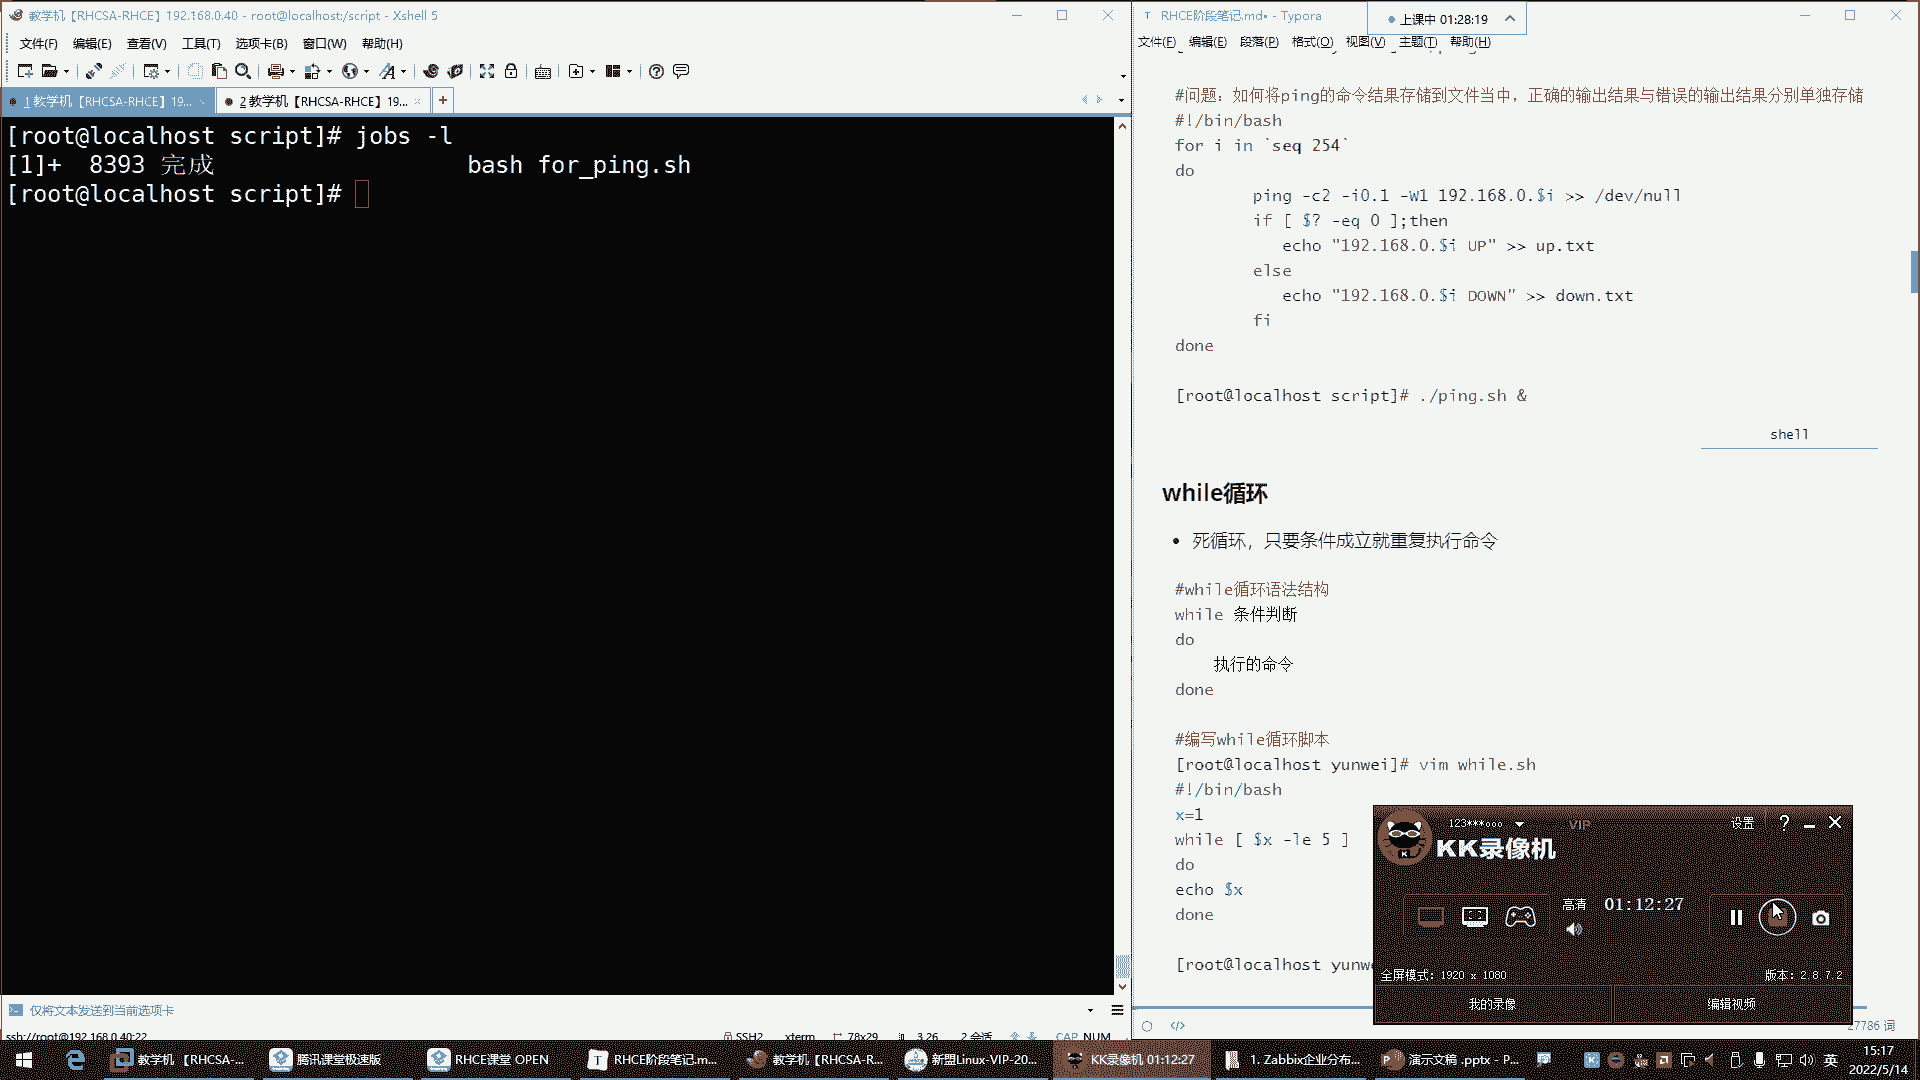 教学机【RHCSA-RHCE】192.168.0.40 - root@localhost:/script - Xshell 5
文件(F) 编辑(E) 查看(V) 工具(T) 选项卡(B) 窗口(W) 帮助(H)
1 教学机【RHCSA-RHCE】19...
2 教学机【RHCSA-RHCE】19...
[root@localhost script]# jobs -l
[1]+ 8393 完成 bash for_ping.sh
[root@localhost script]#
仅将文本发送到当前选项卡
ssh://root@192.168.0.40:22
SSH2 xterm 78x29 3,26 2 会话 CAP NUM
RHCE阶段笔记.md• - Typora
上课中 01:28:19
文件(F) 编辑(E) 段落(P) 格式(O) 视图(V) 主题(T) 帮助(H)
#问题：如何将ping的命令结果存储到文件当中，正确的输出结果与错误的输出结果分别单独存储
#!/bin/bash
for i in `seq 254`
do
ping -c2 -i0.1 -W1 192.168.0.$i >> /dev/null
if [ $? -eq 0 ];then
echo "192.168.0.$i UP" >> up.txt
else
echo "192.168.0.$i DOWN" >> down.txt
fi
done
[root@localhost script]# ./ping.sh &
shell
while循环
• 死循环，只要条件成立就重复执行命令
#while循环语法结构
while 条件判断
do
执行的命令
done
#编写while循环脚本
[root@localhost yunwei]# vim while.sh
#!/bin/bash
x=1
while [ $x -le 5 ]
do
echo $x
done
[root@localhost
27786 词
123***ooo
VIP
设置
KK录像机
高清
01:12:27
全屏模式：1920 x 1080
版本：2.8.7.2
我的录像
编辑视频
教学机 【RHCSA-...
腾讯课堂极速版
RHCE课堂 OPEN
RHCE阶段笔记.m...
教学机【RHCSA-R...
新盟Linux-VIP-20...
KK录像机 01:12:27
1. Zabbix企业分布...
演示文稿 .pptx - P...
英
15:17
2022/5/14